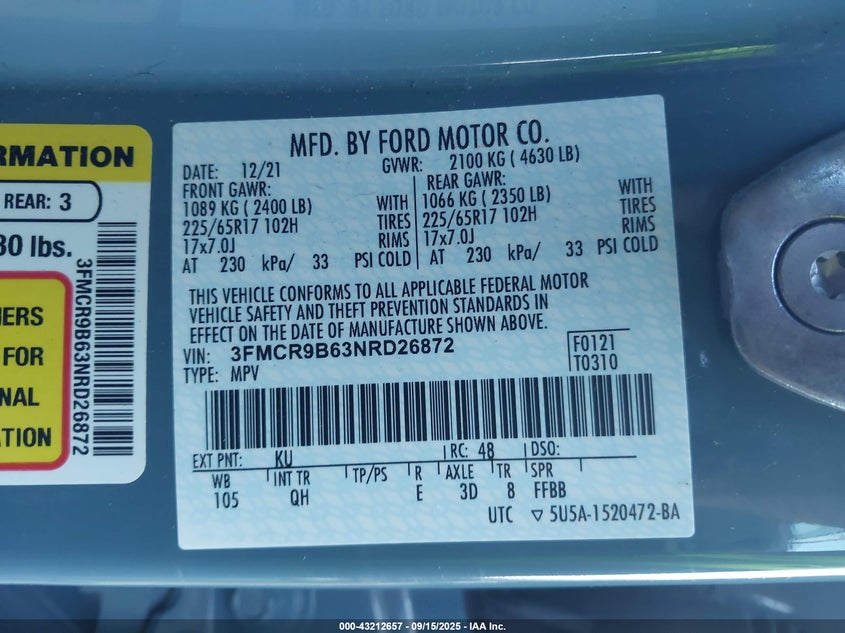 RMATION
REAR: 3
30 lbs.
3FMCR9B63NRD26872
FOR
NAL
MFD. BY FORD MOTOR CO.
DATE: 12/21 GVWR: 2100 KG ( 4630 LB)
FRONT GAWR: REAR GAWR:
1089 KG ( 2400 LB) WITH 1066 KG ( 2350 LB) WITH
225/65R17 102H TIRES 225/65R17 102H TIRES
17x7.0J RIMS 17x7.0J RIMS
AT 230 kPa/ 33 PSI COLD AT 230 kPa/ 33 PSI COLD
THIS VEHICLE CONFORMS TO ALL APPLICABLE FEDERAL MOTOR
VEHICLE SAFETY AND THEFT PREVENTION STANDARDS IN
EFFECT ON THE DATE OF MANUFACTURE SHOWN ABOVE.
VIN: 3FMCR9B63NRD26872 F0121
TYPE: MPV T0310
EXT PNT: KU RC: 48 DSO:
WB INT TR TP/PS R AXLE TR SPR
105 QH E 3D 8 FFBB
UTC ▽ 5U5A-1520472-BA
000-43212657 - 09/15/2025 - IAA Inc.